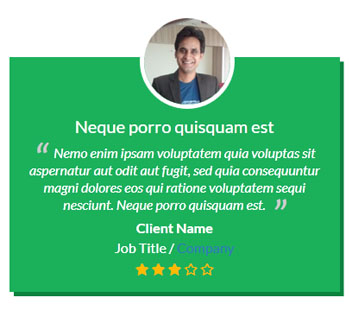 Neque porro quisquam est
“ Nemo enim ipsam voluptatem quia voluptas sit
aspernatur aut odit aut fugit, sed quia consequuntur
magni dolores eos qui ratione voluptatem sequi
nesciunt. Neque porro quisquam est. ”
Client Name
Job Title / Company